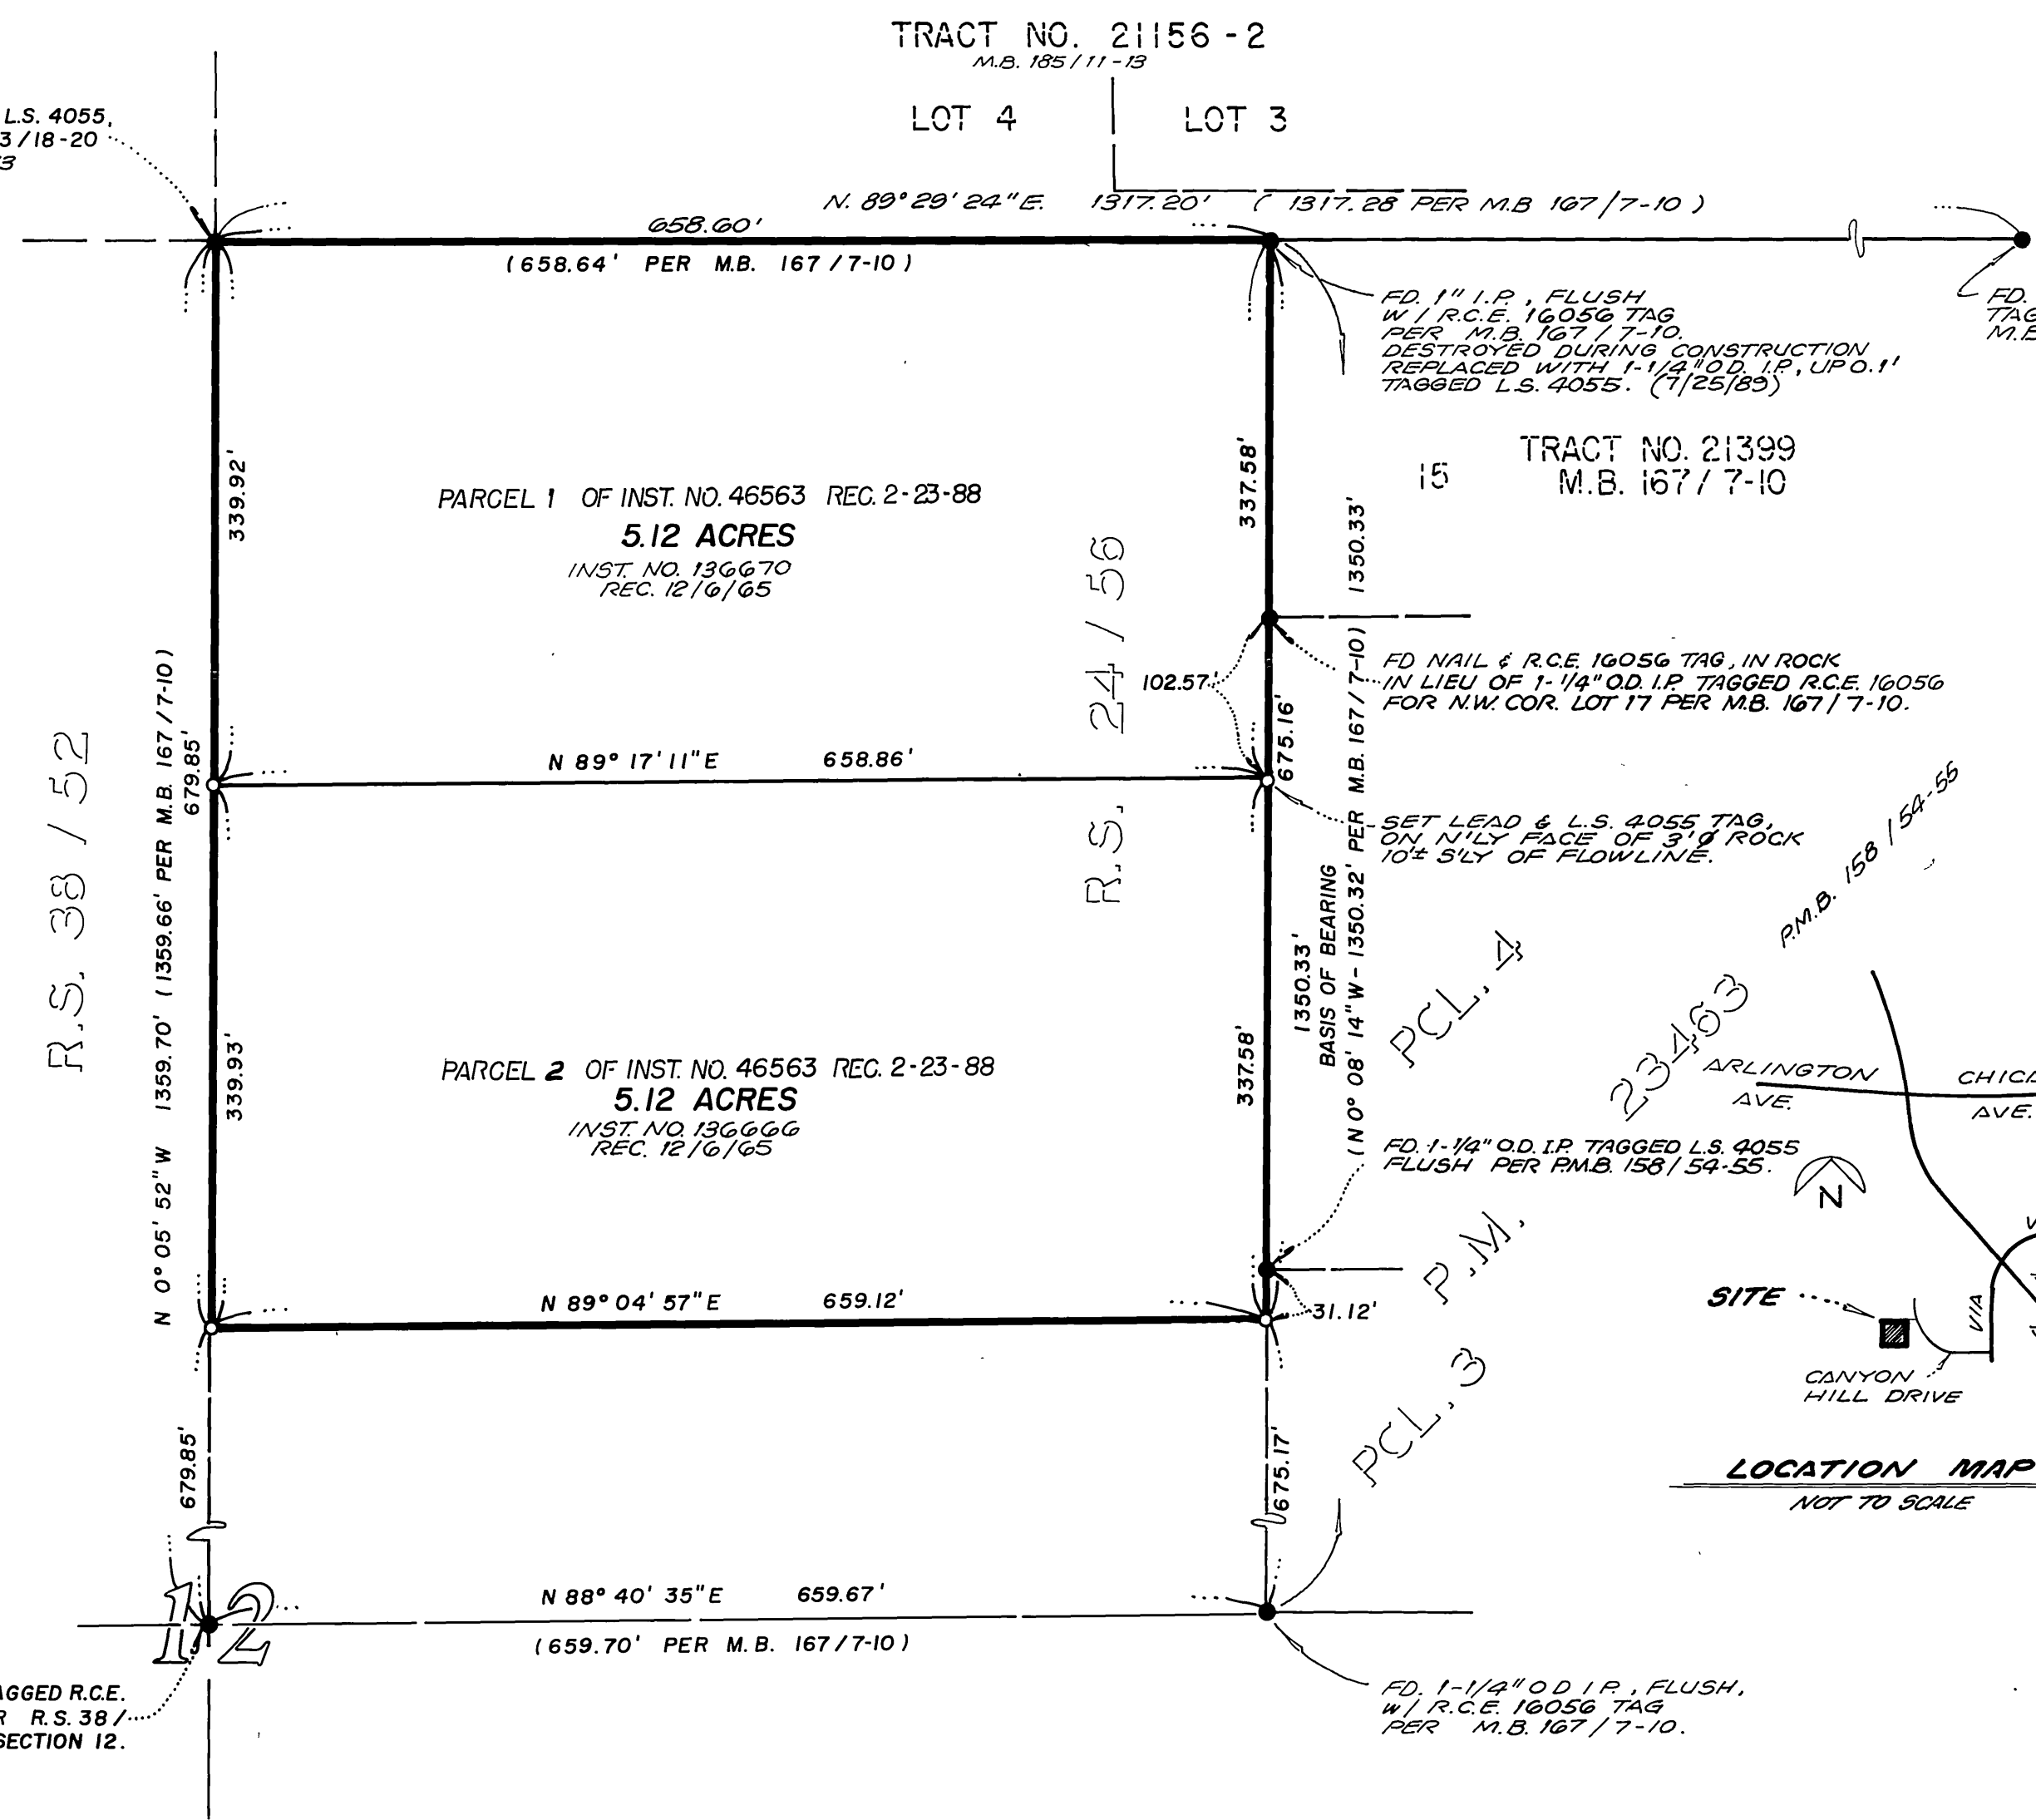 TRACT NO. 21156-2
M.B. 185/11-13
LOT 4
LOT 3
L.S. 4055,
3/18-20
N. 89° 29' 24" E. 1317.20' ( 1317.28 PER M.B 167/7-10 )
658.60'
(658.64' PER M.B. 167/7-10)
FD. 1" I.P., FLUSH
W/ R.C.E. 16056 TAG
PER M.B. 167/7-10.
DESTROYED DURING CONSTRUCTION
REPLACED WITH 1-1/4" O.D. I.P., UP 0.1'
TAGGED L.S. 4055. (7/25/89)
FD.
TAG
339.92'
337.58'
1350.33'
15
TRACT NO. 21399
M.B. 167/7-10
PARCEL 1 OF INST. NO. 46563 REC. 2-23-88
5.12 ACRES
INST. NO. 136670
REC. 12/6/65
R.S. 24/56
R.S. 38/52
102.57'
FD NAIL & R.C.E. 16056 TAG, IN ROCK
IN LIEU OF 1-1/4" O.D. I.P. TAGGED R.C.E. 16056
FOR N.W. COR. LOT 17 PER M.B. 167/7-10.
675.16'
679.85'
N 0° 05' 52" W 1359.70' (1359.66' PER M.B. 167/7-10)
N 89° 17' 11" E 658.86'
SET LEAD & L.S. 4055 TAG,
ON N'LY FACE OF 3'Ø ROCK
10'± S'LY OF FLOWLINE.
P.M.B. 158/54-55
1350.33'
BASIS OF BEARING
(N 0° 08' 14" W - 1350.32' PER M.B. 167/7-10)
PCL. 4
P.M. 23463
339.93'
337.58'
PARCEL 2 OF INST. NO. 46563 REC. 2-23-88
5.12 ACRES
INST. NO. 136666
REC. 12/6/65
ARLINGTON
AVE.
AVE.
FD. 1-1/4" O.D. I.P. TAGGED L.S. 4055
FLUSH PER P.M.B. 158/54-55.
N
SITE
VIA
CANYON
HILL DRIVE
N 89° 04' 57" E 659.12'
31.12'
PCL. 3
LOCATION MAP
NOT TO SCALE
679.85'
675.17'
12
N 88° 40' 35" E 659.67'
(659.70' PER M.B. 167/7-10)
R.C.E.
R.S. 38/
SECTION 12.
FD. 1-1/4" O D I P., FLUSH,
W/ R.C.E. 16056 TAG
PER M.B. 167/7-10.